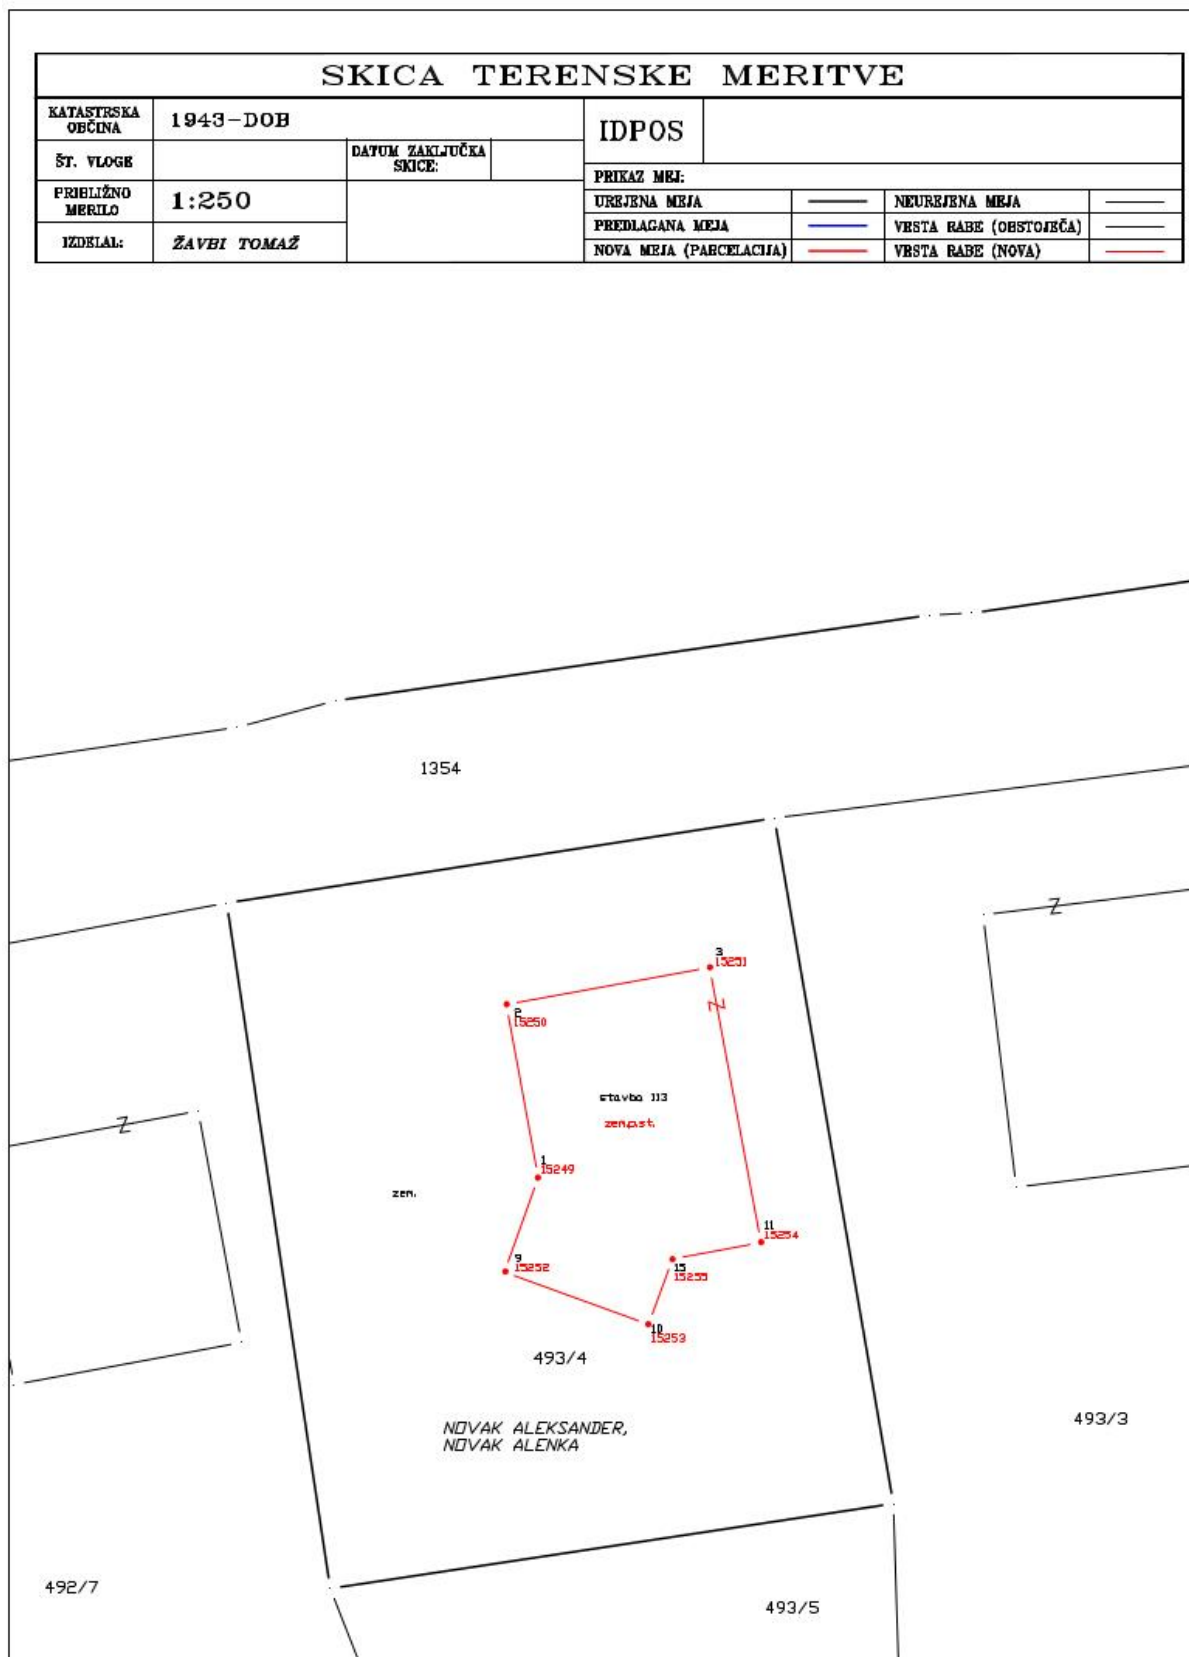 SKICA TERENSKE MERITVE
KATASTRSKA
OBČINA
1943-DOB
IDPOS
ŠT. VLOGE
DATUM ZAKLJUČKA
SKICE:
PRIBLIŽNO
MERILO
1:250
IZDELAL:
ŽAVBI TOMAŽ
PRIKAZ MEJ:
UREJENA MEJA
NEUREJENA MEJA
PREDLAGANA MEJA
VRSTA RABE (OBSTOJEČA)
NOVA MEJA (PARCELACIJA)
VRSTA RABE (NOVA)
1354
Z
3
15251
2
15250
Z
stavba 113
zem.p.st.
Z
1
15249
zem.
11
15254
9
15252
15
15255
10
15253
493/4
493/3
NOVAK ALEKSANDER,
NOVAK ALENKA
492/7
493/5